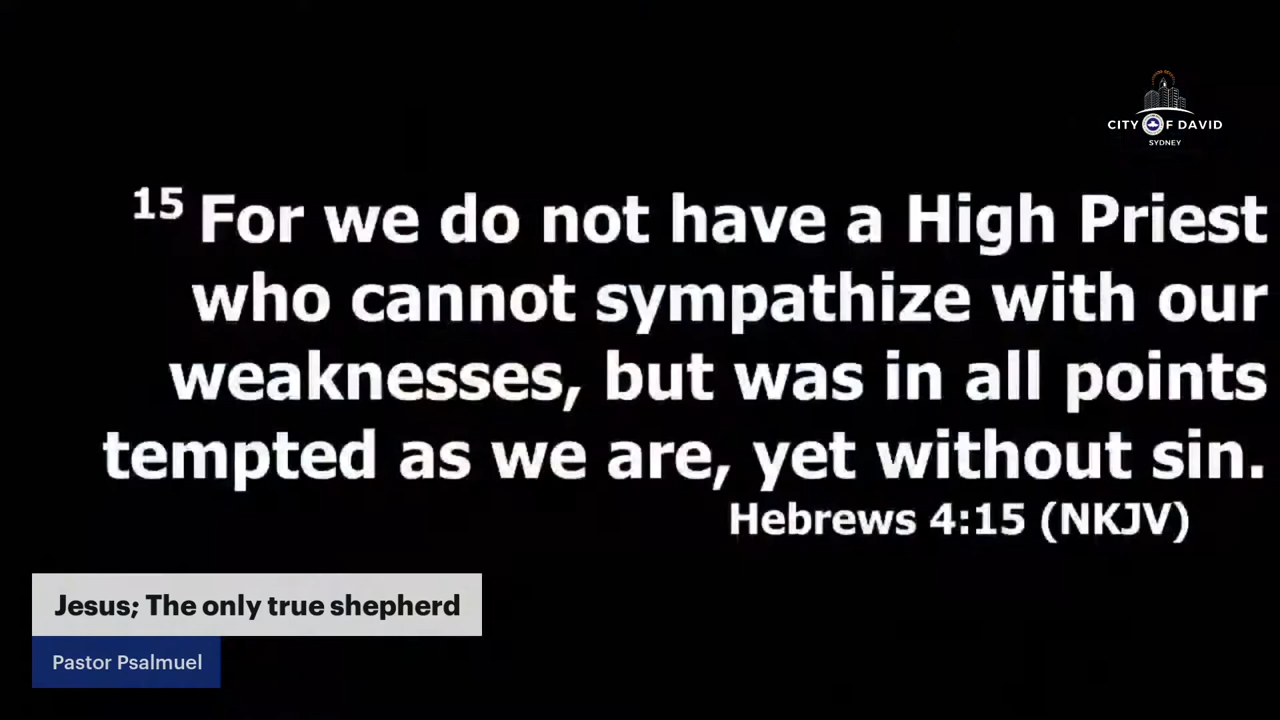 CITY OF DAVID
SYDNEY
15 For we do not have a High Priest
who cannot sympathize with our
weaknesses, but was in all points
tempted as we are, yet without sin.
Hebrews 4:15 (NKJV)
Jesus; The only true shepherd
Pastor Psalmuel